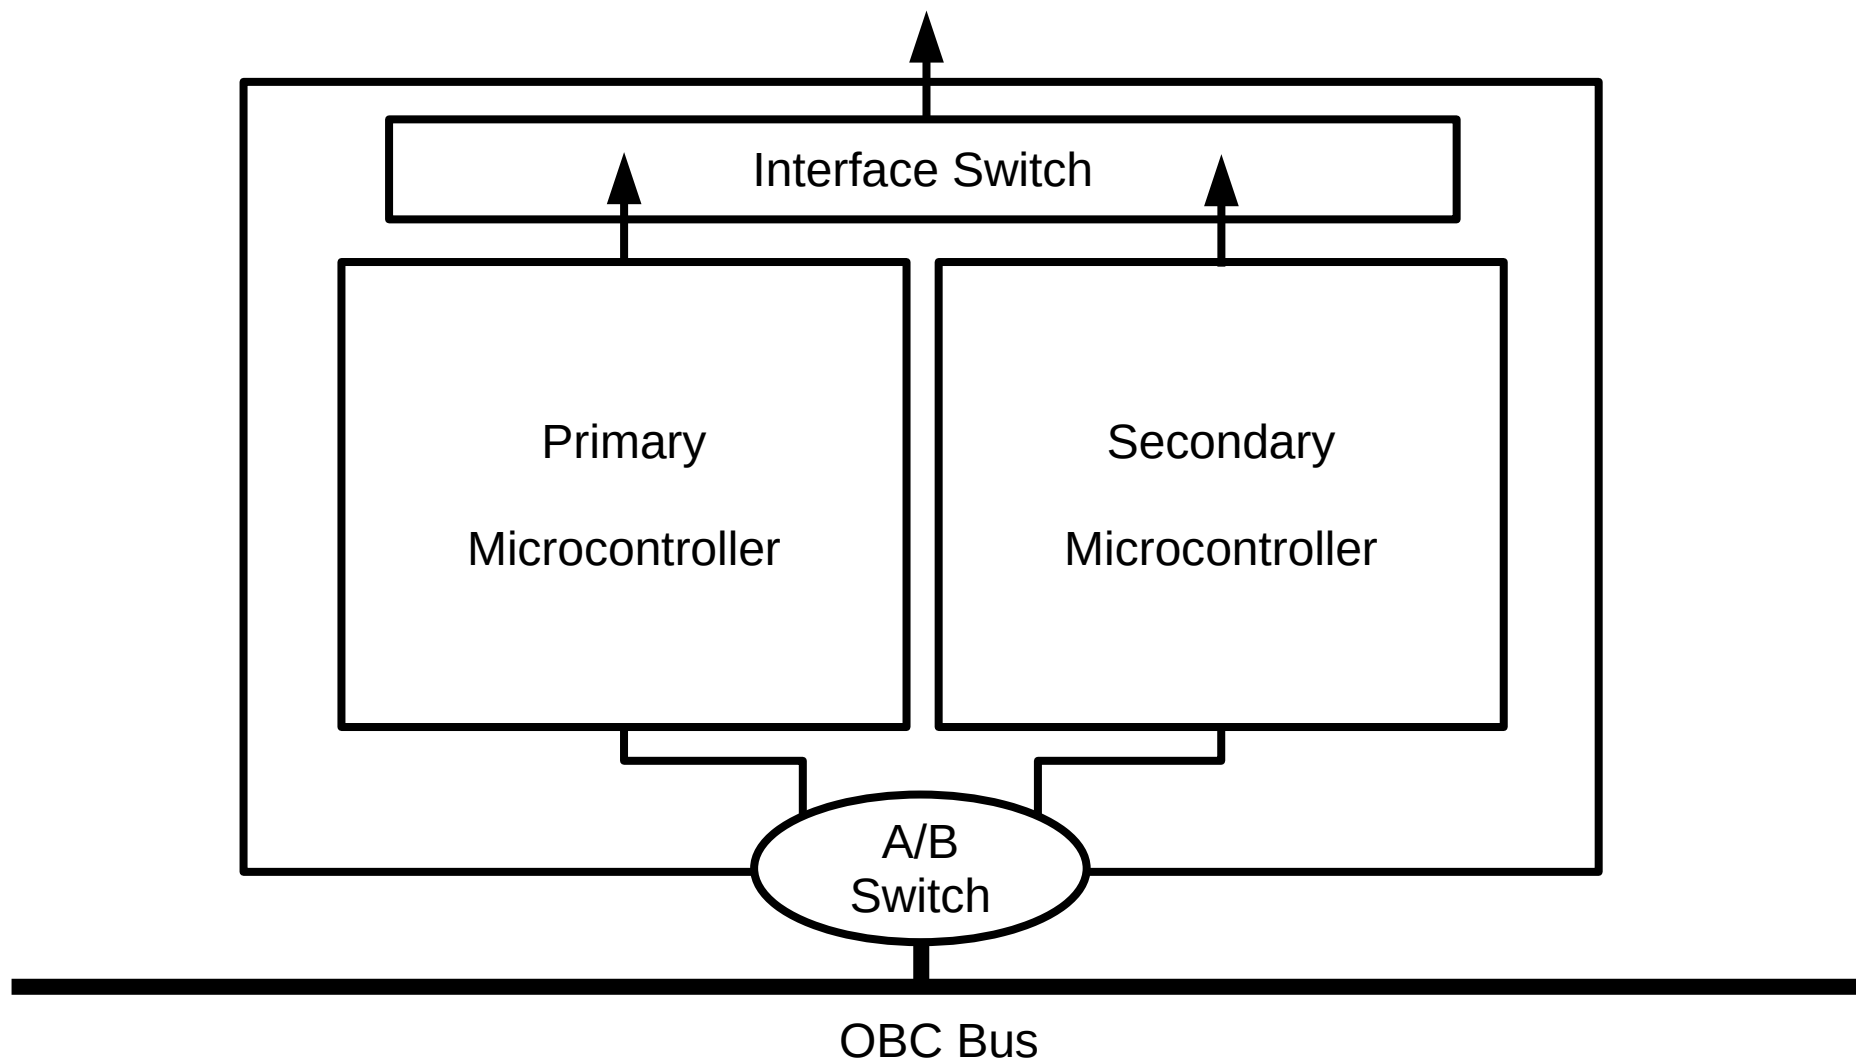 Interface Switch
Primary
Microcontroller
Secondary
Microcontroller
A/B
Switch
OBC Bus